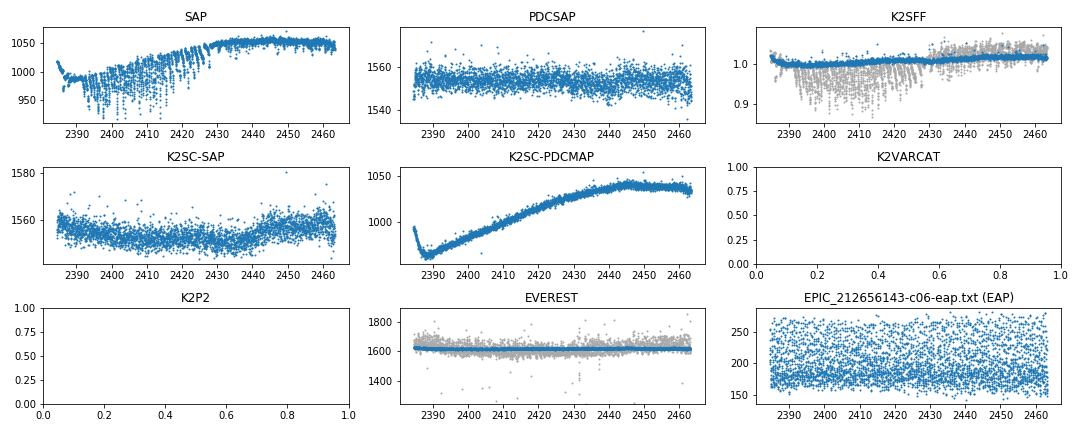 SAP
1050
1000
950
2390 2400 2410 2420 2430 2440 2450 2460
PDCSAP
1560
1540
2390 2400 2410 2420 2430 2440 2450 2460
K2SFF
1.0
0.9
2390 2400 2410 2420 2430 2440 2450 2460
K2SC-SAP
1580
1560
2390 2400 2410 2420 2430 2440 2450 2460
K2SC-PDCMAP
1050
1000
2390 2400 2410 2420 2430 2440 2450 2460
K2VARCAT
1.00
0.75
0.50
0.25
0.00
0.0 0.2 0.4 0.6 0.8 1.0
K2P2
1.00
0.75
0.50
0.25
0.00
0.0 0.2 0.4 0.6 0.8 1.0
EVEREST
1800
1600
1400
2390 2400 2410 2420 2430 2440 2450 2460
EPIC_212656143-c06-eap.txt (EAP)
250
200
150
2390 2400 2410 2420 2430 2440 2450 2460